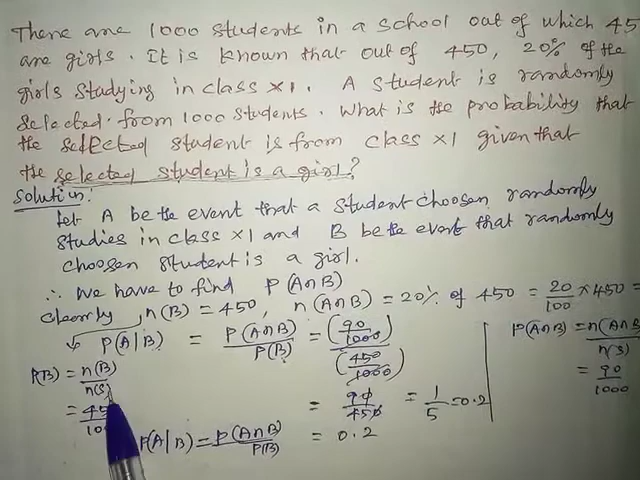 There are 1000 students in a school out of which 45
are girls. It is known that out of 450, 20% of the
girls studying in class x1. A student is randomly
selected from 1000 students. What is the probability that
the selected student is from class x1 given that
the selected student is a girl?
Solution:
Let A be the event that a student choosen randomly
studies in class x1 and B be the event that randomly
choosen student is a girl.
∴ We have to find P(A∩B)
Clearly, n(B) = 450, n(A∩B) = 20% of 450 = 20/100 × 450 =
P(A|B) = P(A∩B)/P(B) = (90/1000)/(450/1000)
P(A∩B) = n(A∩B)/n(S)
P(B) = n(B)/n(S)
= 90/1000
= 90/450 = 1/5 = 0.2
P(A|B) = P(A∩B)/P(B) = 0.2